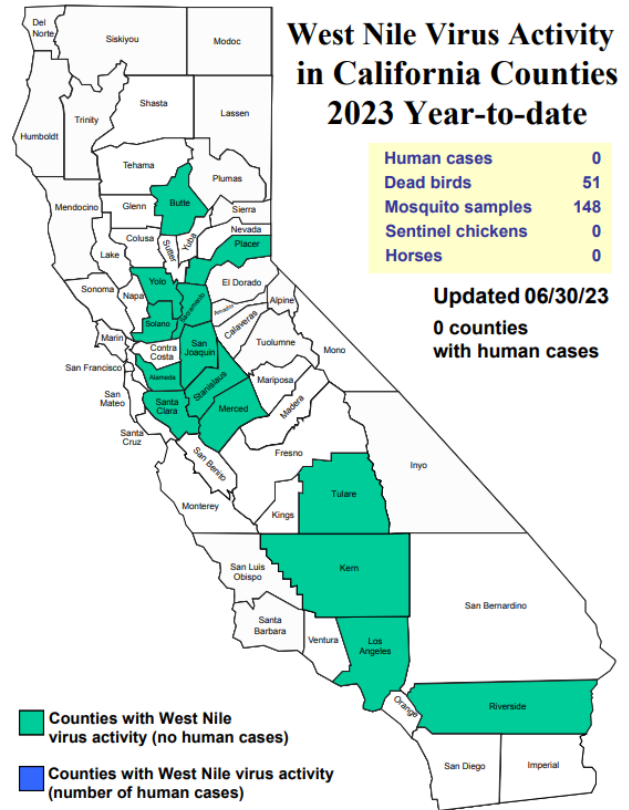 West Nile Virus Activity
in California Counties
2023 Year-to-date
Human cases 0
Dead birds 51
Mosquito samples 148
Sentinel chickens 0
Horses 0
Updated 06/30/23
0 counties
with human cases
Del
Norte
Siskiyou
Modoc
Humboldt
Trinity
Shasta
Lassen
Tehama
Plumas
Mendocino
Glenn
Butte
Sierra
Colusa
Sutter
Yuba
Nevada
Placer
Lake
El Dorado
Sonoma
Napa
Yolo
Sacramento
Amador
Alpine
Solano
Calaveras
Marin
Contra
Costa
San
Joaquin
Tuolumne
Mono
San Francisco
Alameda
Stanislaus
Mariposa
San
Mateo
Santa
Clara
Merced
Madera
Santa
Cruz
San Benito
Fresno
Inyo
Monterey
Kings
Tulare
San Luis
Obispo
Kern
San Bernardino
Santa
Barbara
Ventura
Los
Angeles
Orange
Riverside
San Diego
Imperial
Counties with West Nile
virus activity (no human cases)
Counties with West Nile virus activity
(number of human cases)